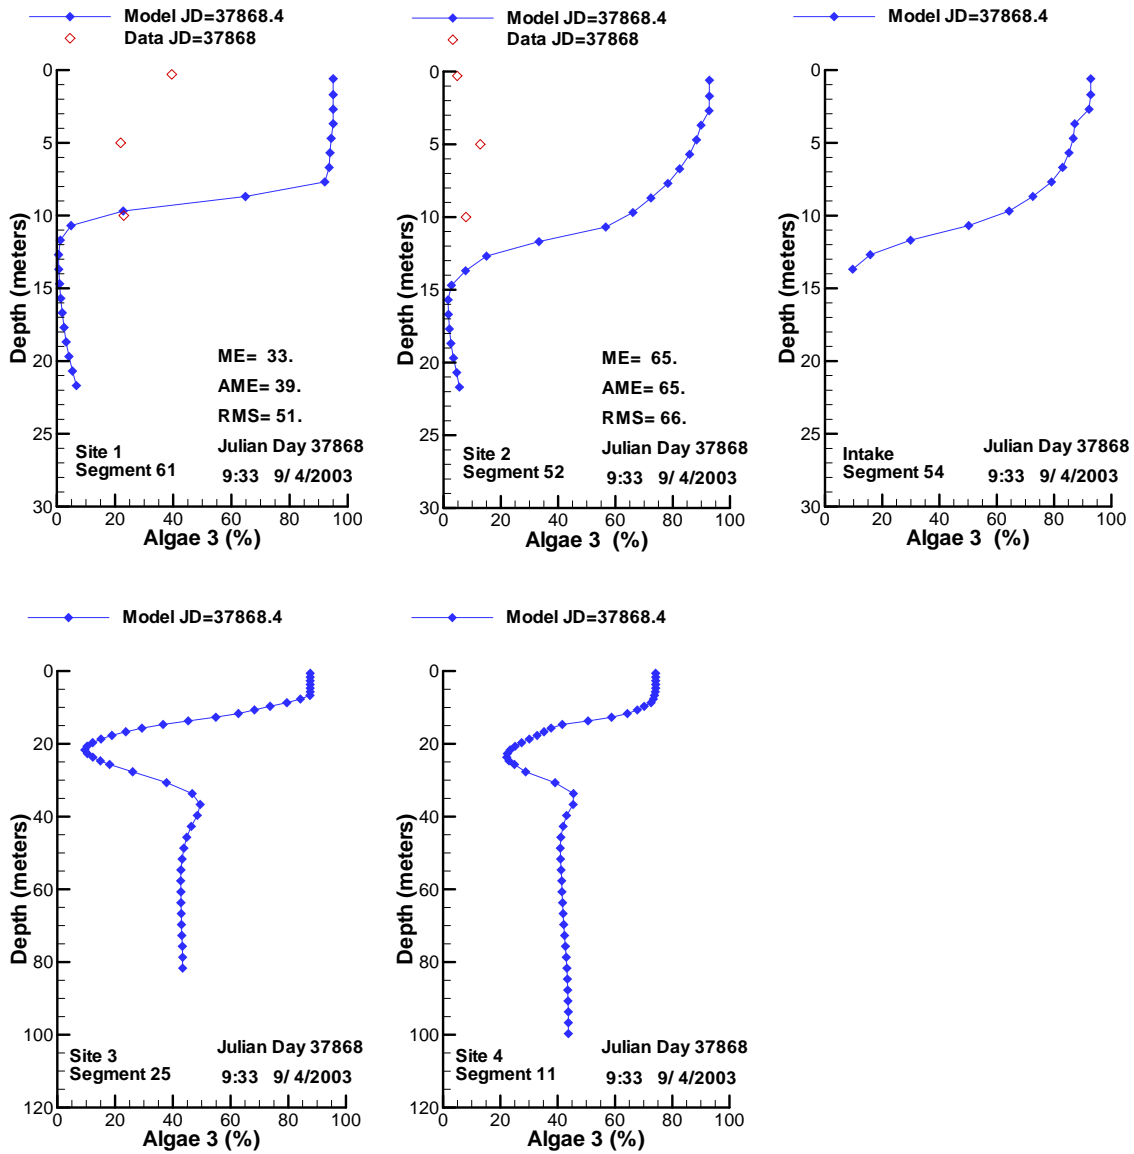 Model JD=37868.4
Data JD=37868
0
5
10
15
20
25
30
0 20 40 60 80 100
Depth (meters)
Algae 3 (%)
ME= 33.
AME= 39.
RMS= 51.
Site 1
Segment 61
Julian Day 37868
9:33 9/ 4/2003
Model JD=37868.4
Data JD=37868
0
5
10
15
20
25
30
0 20 40 60 80 100
Depth (meters)
Algae 3 (%)
ME= 65.
AME= 65.
RMS= 66.
Site 2
Segment 52
Julian Day 37868
9:33 9/ 4/2003
Model JD=37868.4
0
5
10
15
20
25
30
0 20 40 60 80 100
Depth (meters)
Algae 3 (%)
Intake
Segment 54
Julian Day 37868
9:33 9/ 4/2003
Model JD=37868.4
0
20
40
60
80
100
120
0 20 40 60 80 100
Depth (meters)
Algae 3 (%)
Site 3
Segment 25
Julian Day 37868
9:33 9/ 4/2003
Model JD=37868.4
0
20
40
60
80
100
120
0 20 40 60 80 100
Depth (meters)
Algae 3 (%)
Site 4
Segment 11
Julian Day 37868
9:33 9/ 4/2003